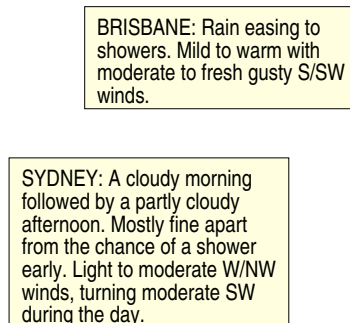 BRISBANE: Rain easing to
showers. Mild to warm with
moderate to fresh gusty S/SW
winds.
SYDNEY: A cloudy morning
followed by a partly cloudy
afternoon. Mostly fine apart
from the chance of a shower
early. Light to moderate W/NW
winds, turning moderate SW
during the day.